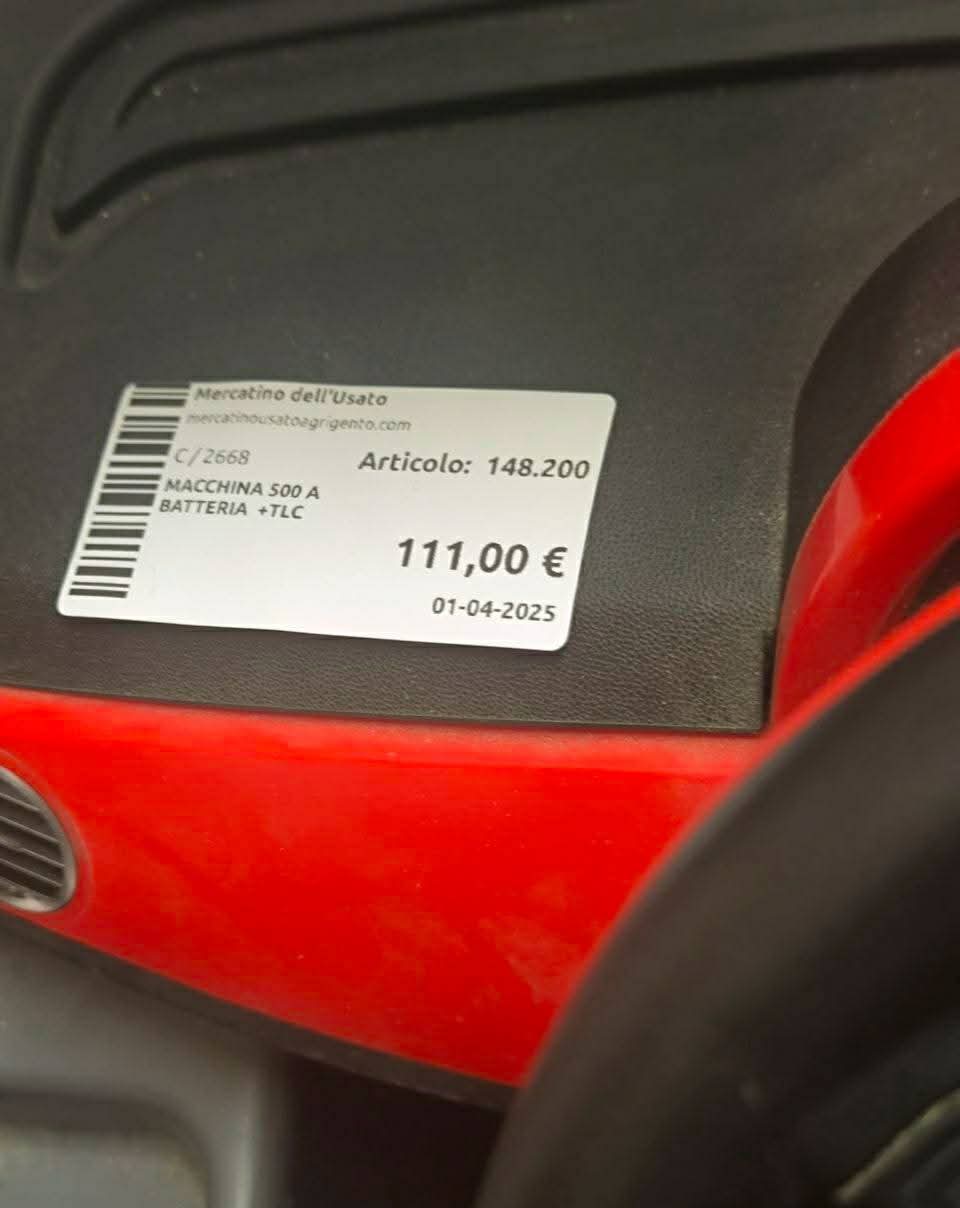 Mercatino dell'Usato
mercatinousatoagrigento.com
C/2668
Articolo: 148.200
MACCHINA 500 A
BATTERIA +TLC
111,00 €
01-04-2025